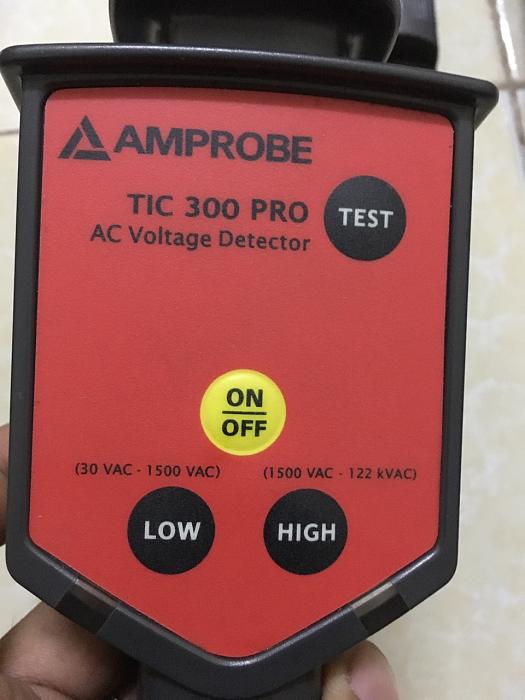 AMPROBE
TIC 300 PRO
AC Voltage Detector
TEST
ON
OFF
(30 VAC - 1500 VAC)
(1500 VAC - 122 kVAC)
LOW
HIGH